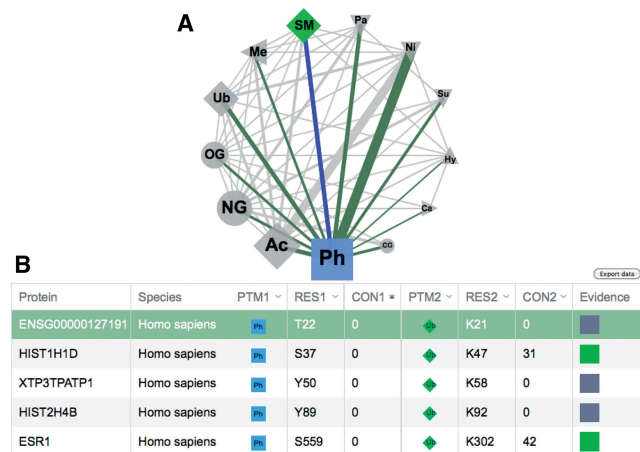 A
SM
Pa
Me
Ni
Ub
Su
OG
Hy
NG
Ca
Ac
Ph
CG
B
Export data
Protein Species PTM1 RES1 CON1 PTM2 RES2 CON2 Evidence
ENSG00000127191 Homo sapiens Ph T22 0 Ub K21 0
HIST1H1D Homo sapiens Ph S37 0 Ub K47 31
XTP3TPATP1 Homo sapiens Ph Y50 0 Ub K58 0
HIST2H4B Homo sapiens Ph Y89 0 Ub K92 0
ESR1 Homo sapiens Ph S559 0 Ub K302 42